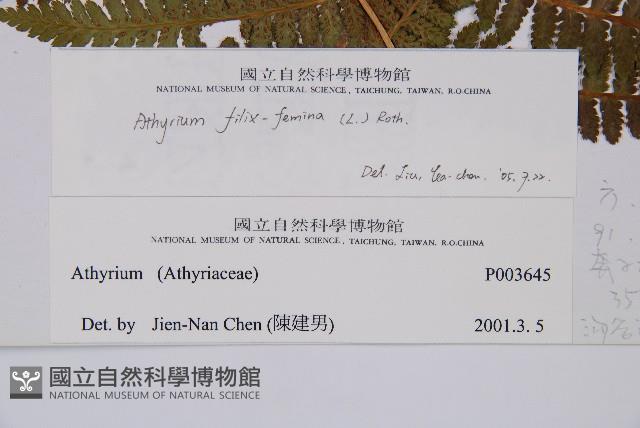 國立自然科學博物館
NATIONAL MUSEUM OF NATURAL SCIENCE, TAICHUNG, TAIWAN, R.O.CHINA
Athyrium filix-femina (L.) Roth.
Det. Liu, Yea-chen. '05.7.22.
國立自然科學博物館
NATIONAL MUSEUM OF NATURAL SCIENCE, TAICHUNG, TAIWAN, R.O.CHINA
Athyrium (Athyriaceae) P003645
Det. by Jien-Nan Chen (陳建男) 2001.3.5
91.
35
國立自然科學博物館
NATIONAL MUSEUM OF NATURAL SCIENCE